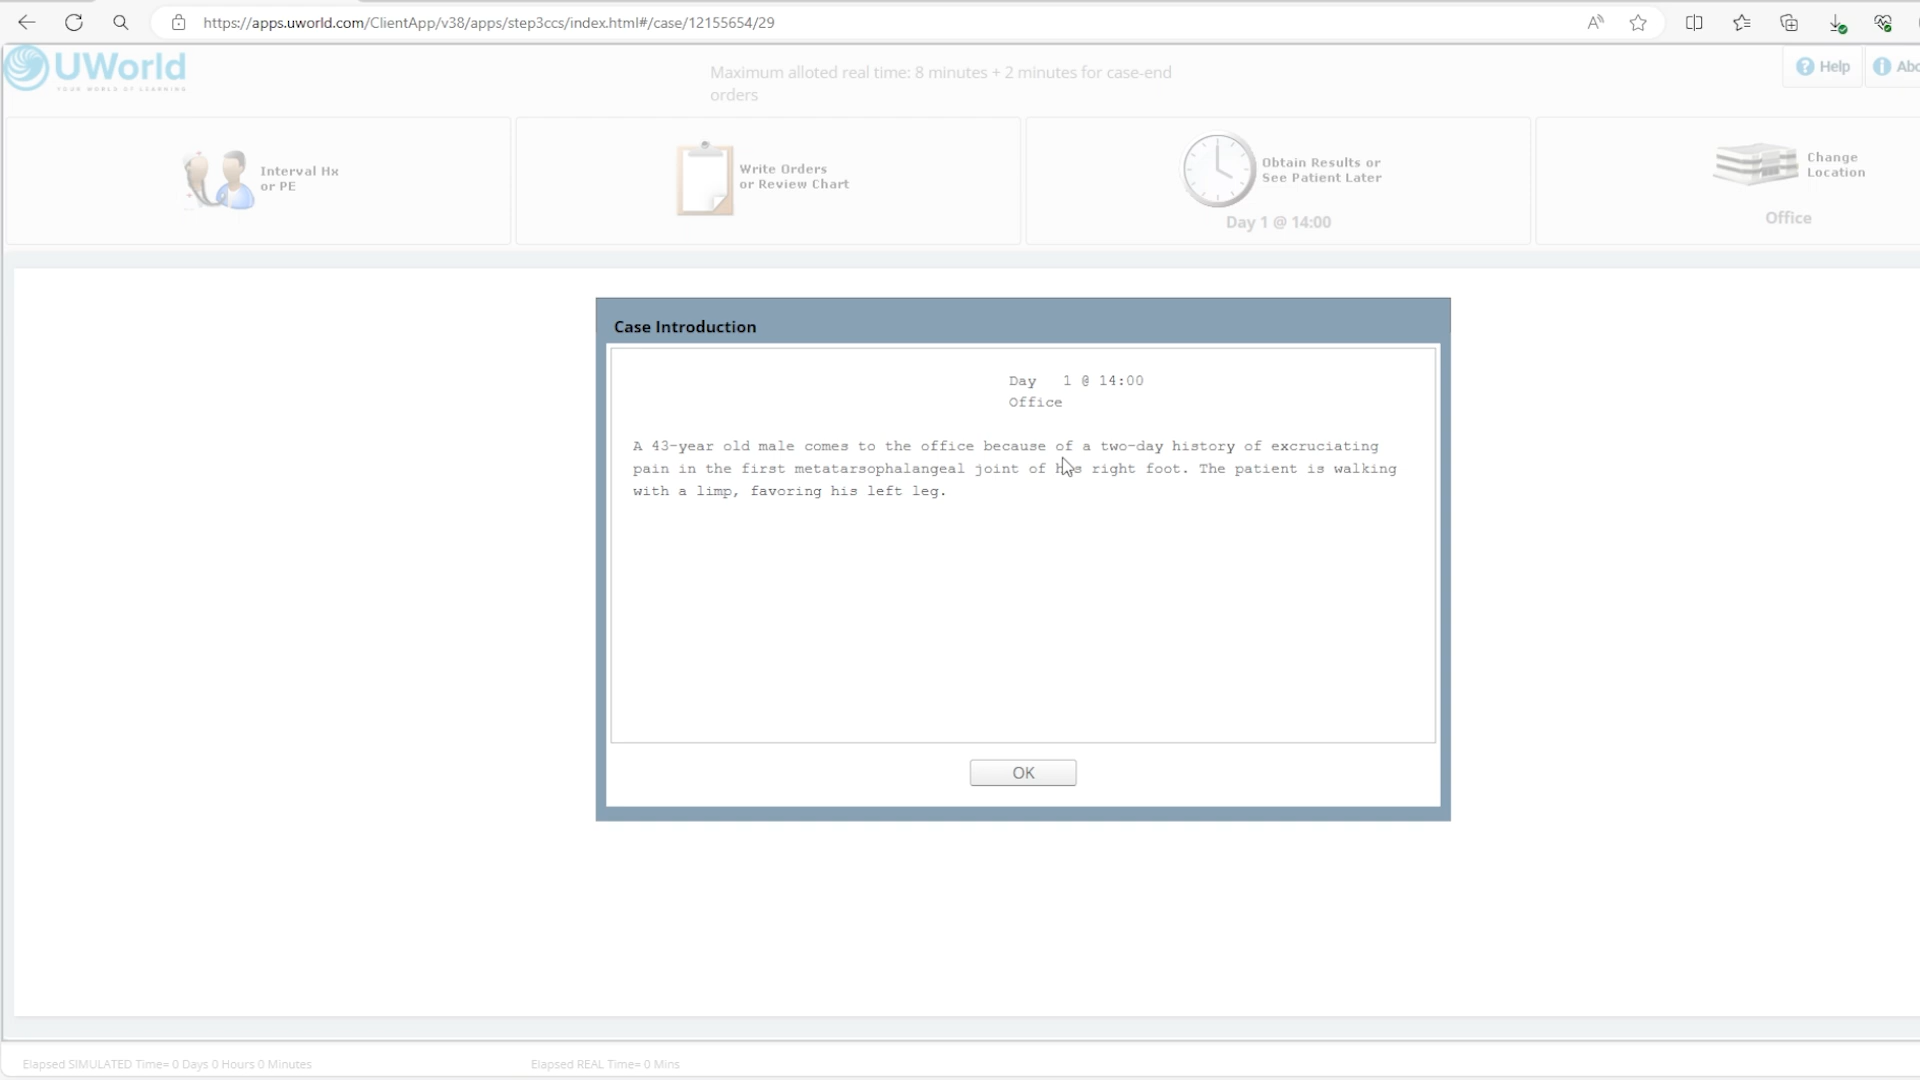 https://apps.uworld.com/ClientApp/v38/apps/step3ccs/index.html#/case/12155654/29
UWorld
YOUR WORLD OF LEARNING
Maximum alloted real time: 8 minutes + 2 minutes for case-end
orders
Help
Interval Hx
or PE
Write Orders
or Review Chart
Obtain Results or
See Patient Later
Day 1 @ 14:00
Change
Location
Office
Case Introduction
Day 1 @ 14:00
Office
A 43-year old male comes to the office because of a two-day history of excruciating
pain in the first metatarsophalangeal joint of his right foot. The patient is walking
with a limp, favoring his left leg.
OK
Elapsed SIMULATED Time= 0 Days 0 Hours 0 Minutes
Elapsed REAL Time= 0 Mins